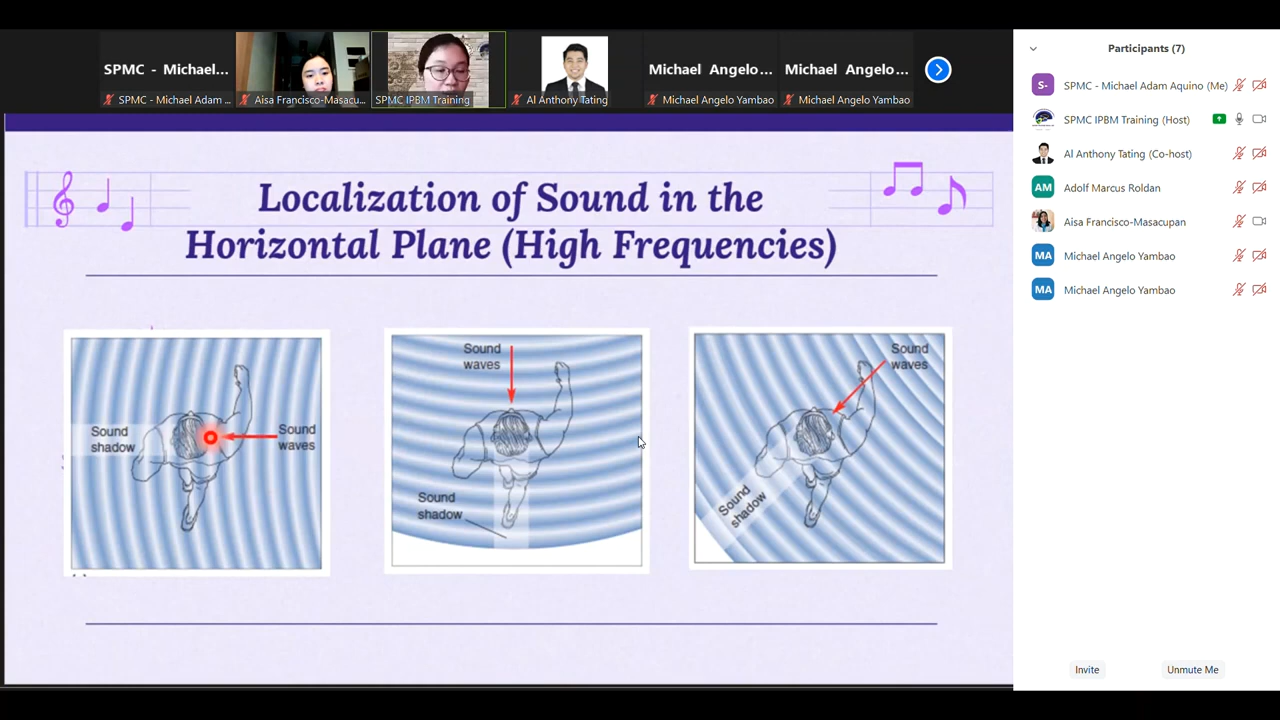 SPMC - Michael...
Michael Angelo...
Michael Angelo...
SPMC - Michael Adam ...
Aisa Francisco-Masacu...
SPMC IPBM Training
Al Anthony Tating
Michael Angelo Yambao
Michael Angelo Yambao
Localization of Sound in the
Horizontal Plane (High Frequencies)
Sound
shadow
Sound
waves
Sound
waves
Sound
shadow
Sound
waves
Sound
shadow
Participants (7)
S-
SPMC - Michael Adam Aquino (Me)
SPMC IPBM Training (Host)
Al Anthony Tating (Co-host)
AM
Adolf Marcus Roldan
Aisa Francisco-Masacupan
MA
Michael Angelo Yambao
MA
Michael Angelo Yambao
Invite
Unmute Me